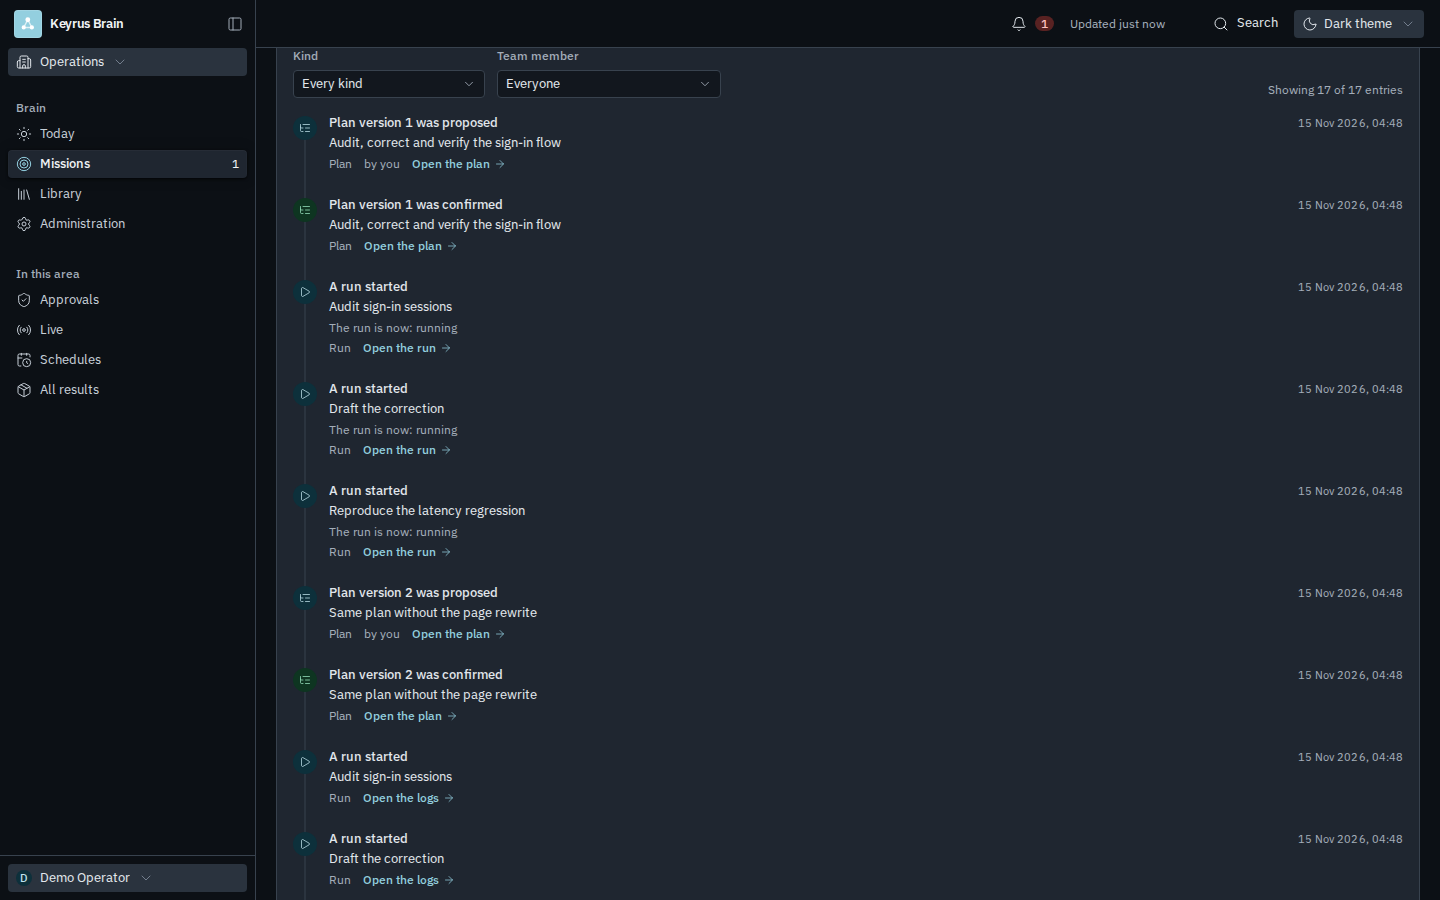 Keyrus Brain
1
Updated just now
Search
Dark theme
Operations
Brain
Today
Missions
1
Library
Administration
In this area
Approvals
Live
Schedules
All results
D
Demo Operator
Kind
Team member
Every kind
Everyone
Showing 17 of 17 entries
Plan version 1 was proposed
15 Nov 2026, 04:48
Audit, correct and verify the sign-in flow
Plan by you Open the plan →
Plan version 1 was confirmed
15 Nov 2026, 04:48
Audit, correct and verify the sign-in flow
Plan Open the plan →
A run started
15 Nov 2026, 04:48
Audit sign-in sessions
The run is now: running
Run Open the run →
A run started
15 Nov 2026, 04:48
Draft the correction
The run is now: running
Run Open the run →
A run started
15 Nov 2026, 04:48
Reproduce the latency regression
The run is now: running
Run Open the run →
Plan version 2 was proposed
15 Nov 2026, 04:48
Same plan without the page rewrite
Plan by you Open the plan →
Plan version 2 was confirmed
15 Nov 2026, 04:48
Same plan without the page rewrite
Plan Open the plan →
A run started
15 Nov 2026, 04:48
Audit sign-in sessions
Run Open the logs →
A run started
15 Nov 2026, 04:48
Draft the correction
Run Open the logs →